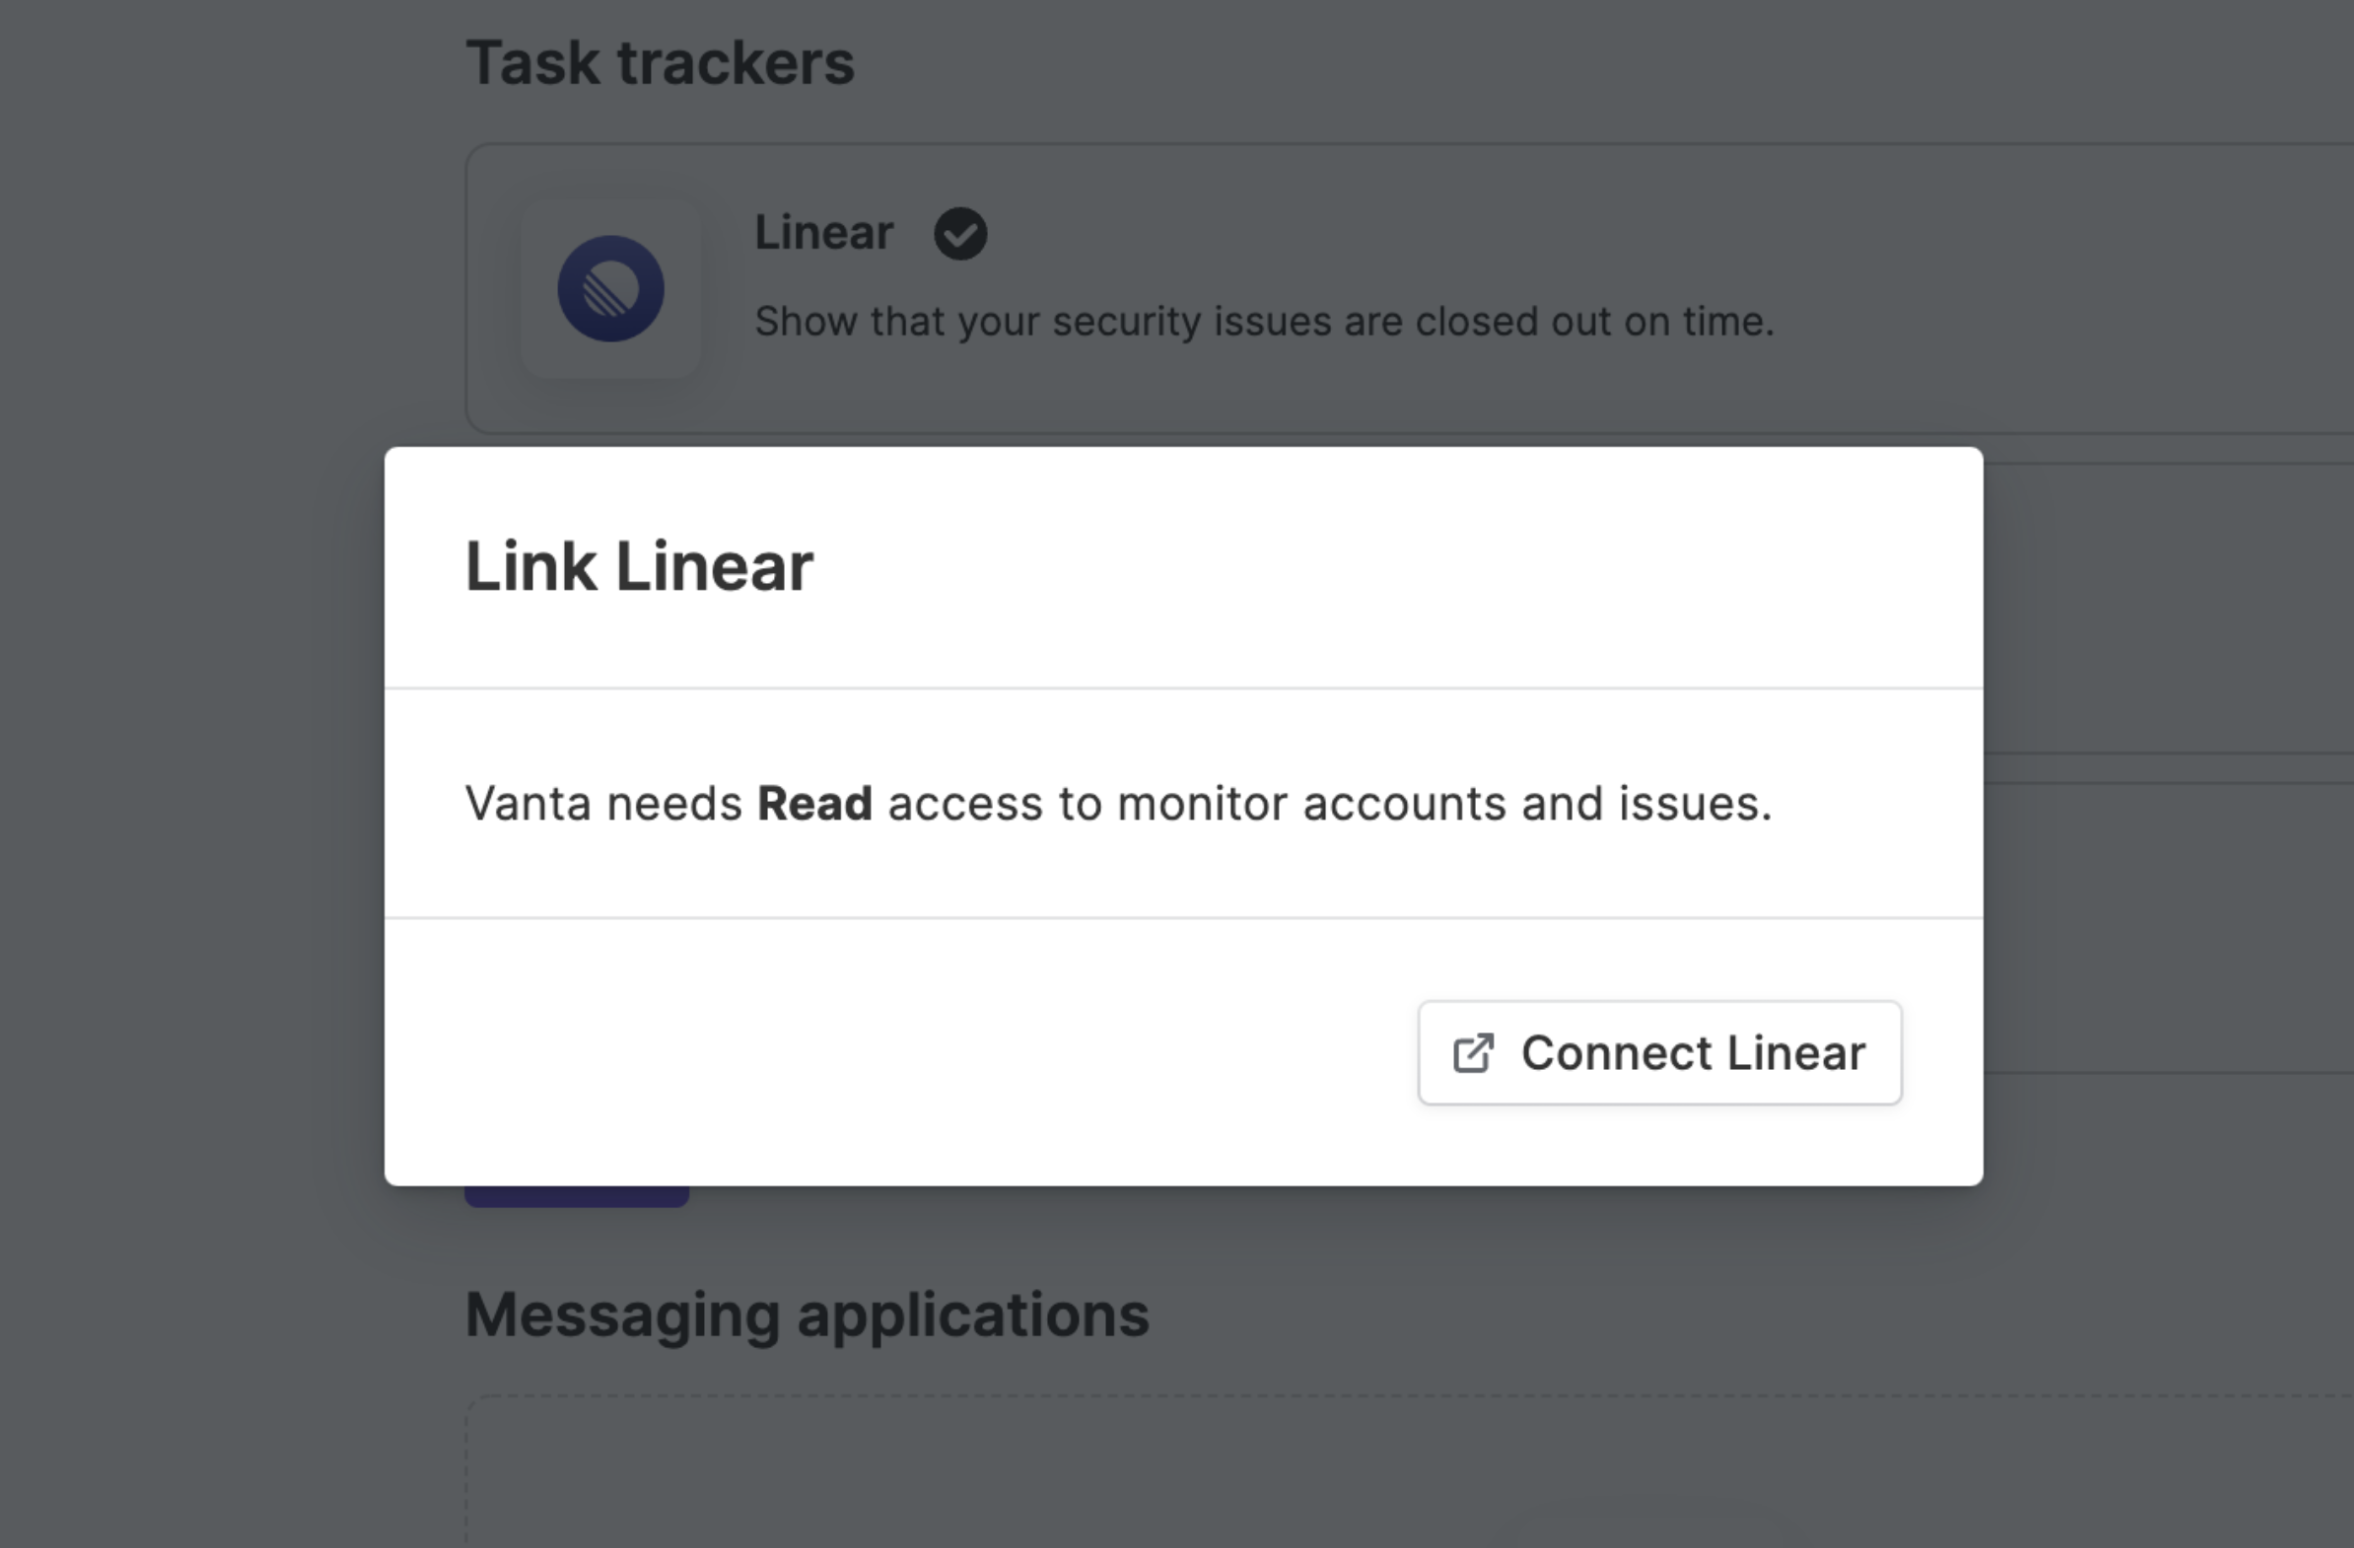 Task trackers
Linear
Show that your security issues are closed out on time.
Link Linear
Vanta needs Read access to monitor accounts and issues.
Connect Linear
Messaging applications